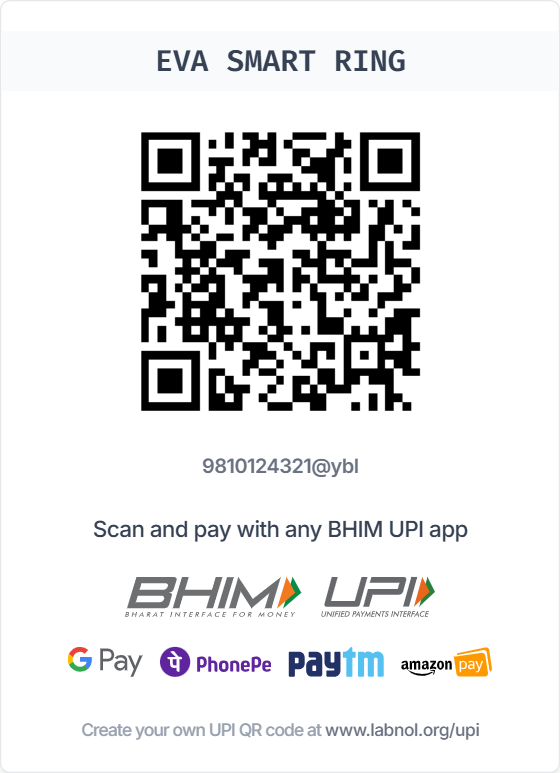 EVA SMART RING
9810124321@ybl
Scan and pay with any BHIM UPI app
BHIM UPI
BHARAT INTERFACE FOR MONEY UNIFIED PAYMENTS INTERFACE
G Pay पे PhonePe paytm amazon pay
Create your own UPI QR code at www.labnol.org/upi